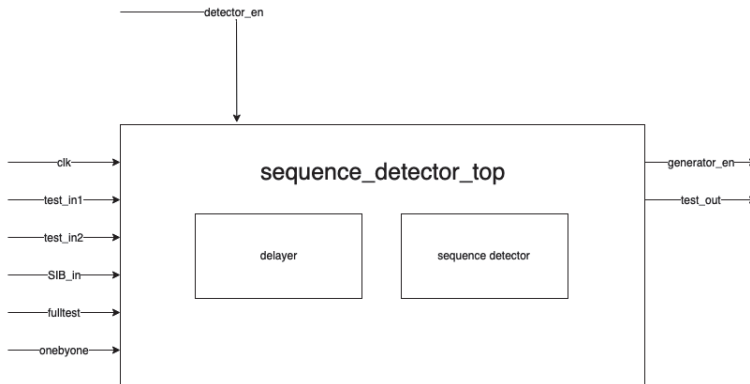 detector_en
clk
sequence_detector_top
generator_en
test_in1
test_out
test_in2
delayer
sequence detector
SIB_in
fulltest
onebyone